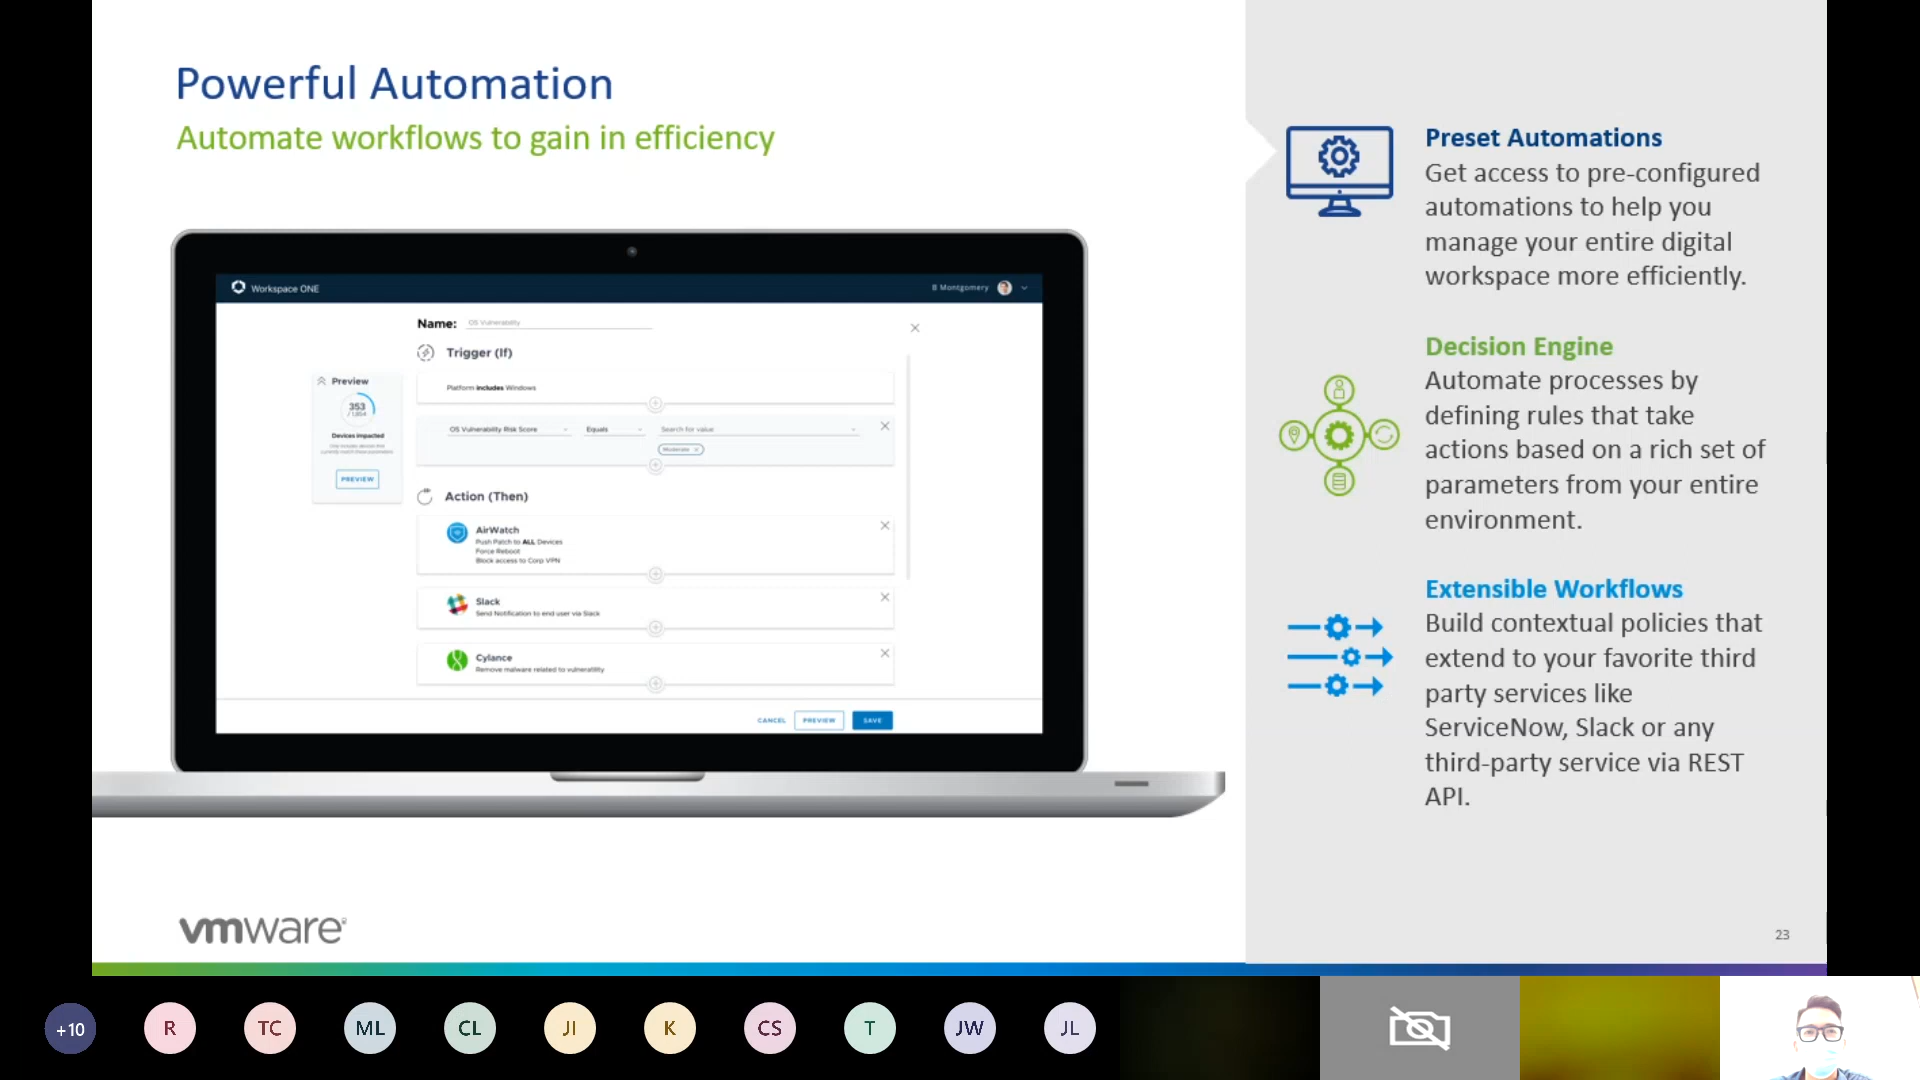 Powerful Automation
Automate workflows to gain in efficiency
Workspace ONE
B Montgomery
Name: OS Vulnerability
Trigger (If)
Platform includes Windows
Preview
353
/ 1,854
Devices Impacted
PREVIEW
OS Vulnerability Risk Score
Equals
Search for value
Moderate
Action (Then)
AirWatch
Push Patch to ALL Devices
Force Reboot
Block access to Corp VPN
Slack
Send Notification to end user via Slack
Cylance
Remove malware related to vulnerability
CANCEL
PREVIEW
SAVE
Preset Automations
Get access to pre-configured
automations to help you
manage your entire digital
workspace more efficiently.
Decision Engine
Automate processes by
defining rules that take
actions based on a rich set of
parameters from your entire
environment.
Extensible Workflows
Build contextual policies that
extend to your favorite third
party services like
ServiceNow, Slack or any
third-party service via REST
API.
vmware®
23
+10
R
TC
ML
CL
JI
K
CS
T
JW
JL